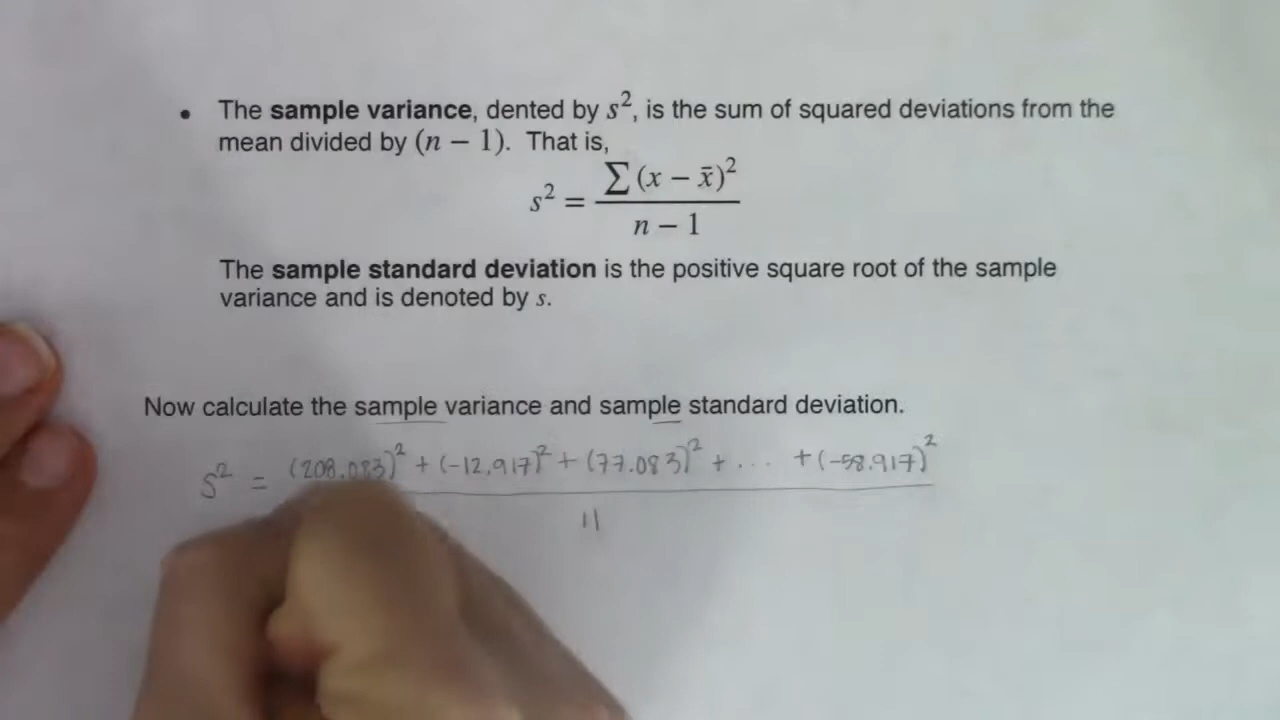 • The sample variance, dented by s², is the sum of squared deviations from the
mean divided by (n − 1). That is,
s² = ∑(x − x̄)² / n − 1
The sample standard deviation is the positive square root of the sample
variance and is denoted by s.
Now calculate the sample variance and sample standard deviation.
s² = (208.083)² + (-12.917)² + (77.083)² + ... + (-58.917)² / 11